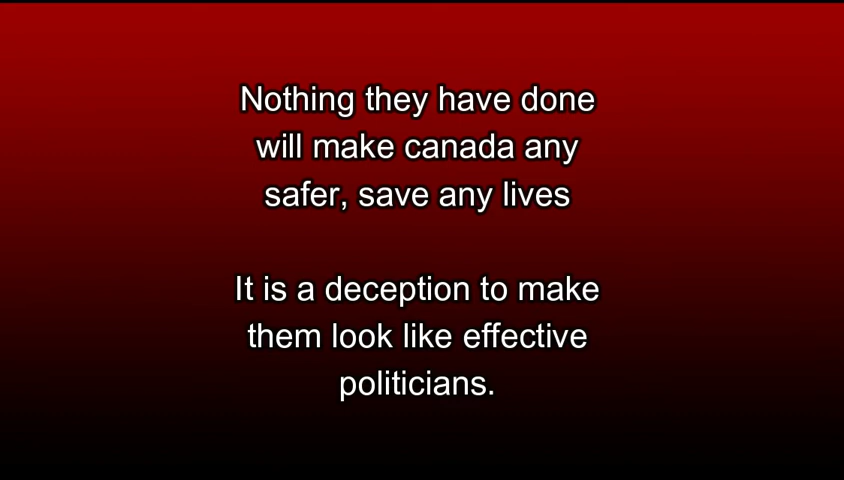 Nothing they have done
will make canada any
safer, save any lives
It is a deception to make
them look like effective
politicians.